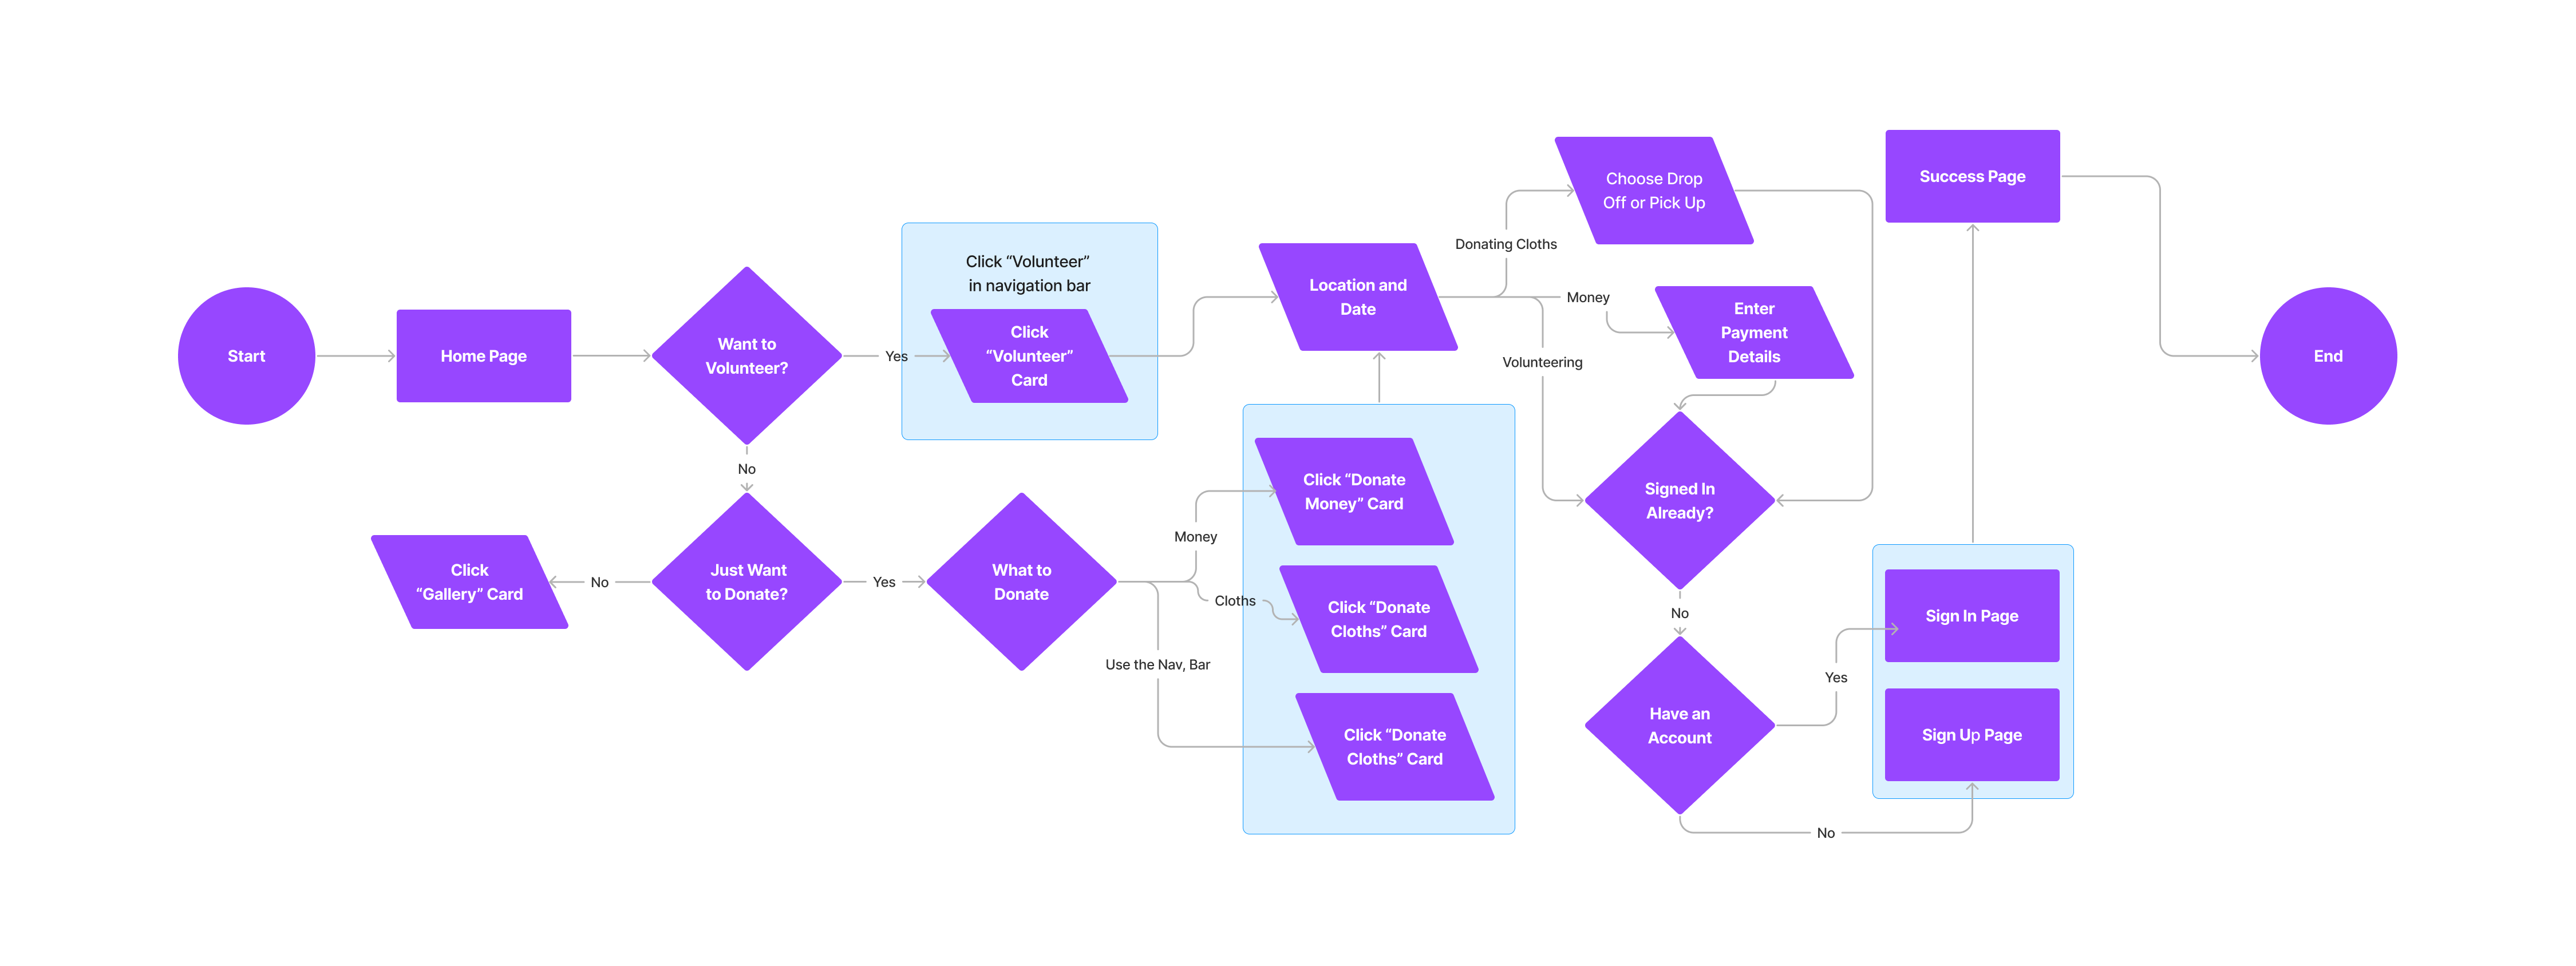 Start
Home Page
Want to
Volunteer?
Yes
Click “Volunteer”
in navigation bar
Click
“Volunteer”
Card
No
Just Want
to Donate?
No
Click
“Gallery” Card
Yes
What to
Donate
Money
Cloths
Use the Nav, Bar
Click “Donate
Money” Card
Click “Donate
Cloths” Card
Click “Donate
Cloths” Card
Location and
Date
Donating Cloths
Money
Volunteering
Choose Drop
Off or Pick Up
Enter
Payment
Details
Signed In
Already?
No
Have an
Account
Yes
No
Sign In Page
Sign Up Page
Success Page
End